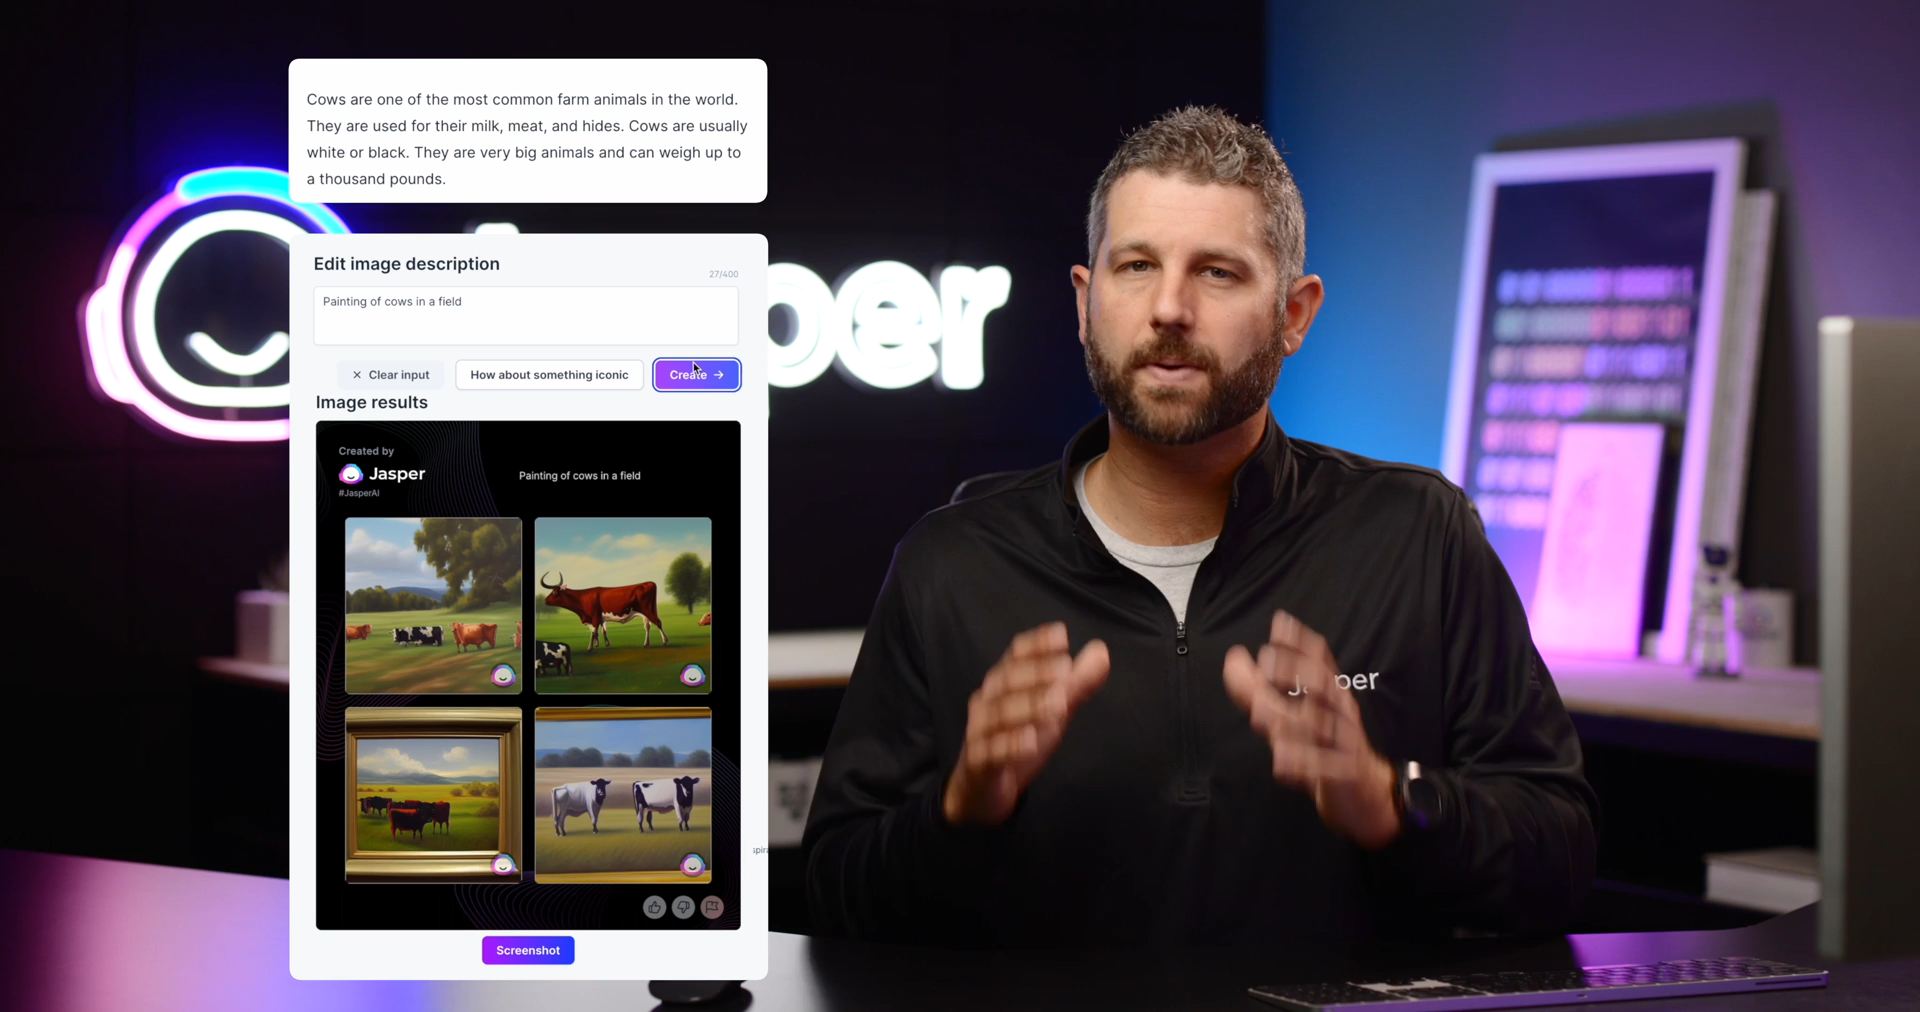 Cows are one of the most common farm animals in the world.
They are used for their milk, meat, and hides. Cows are usually
white or black. They are very big animals and can weigh up to
a thousand pounds.
Edit image description
27/400
Painting of cows in a field
Clear input
How about something iconic
Create
Image results
Created by
Jasper
#JasperAI
Painting of cows in a field
Screenshot